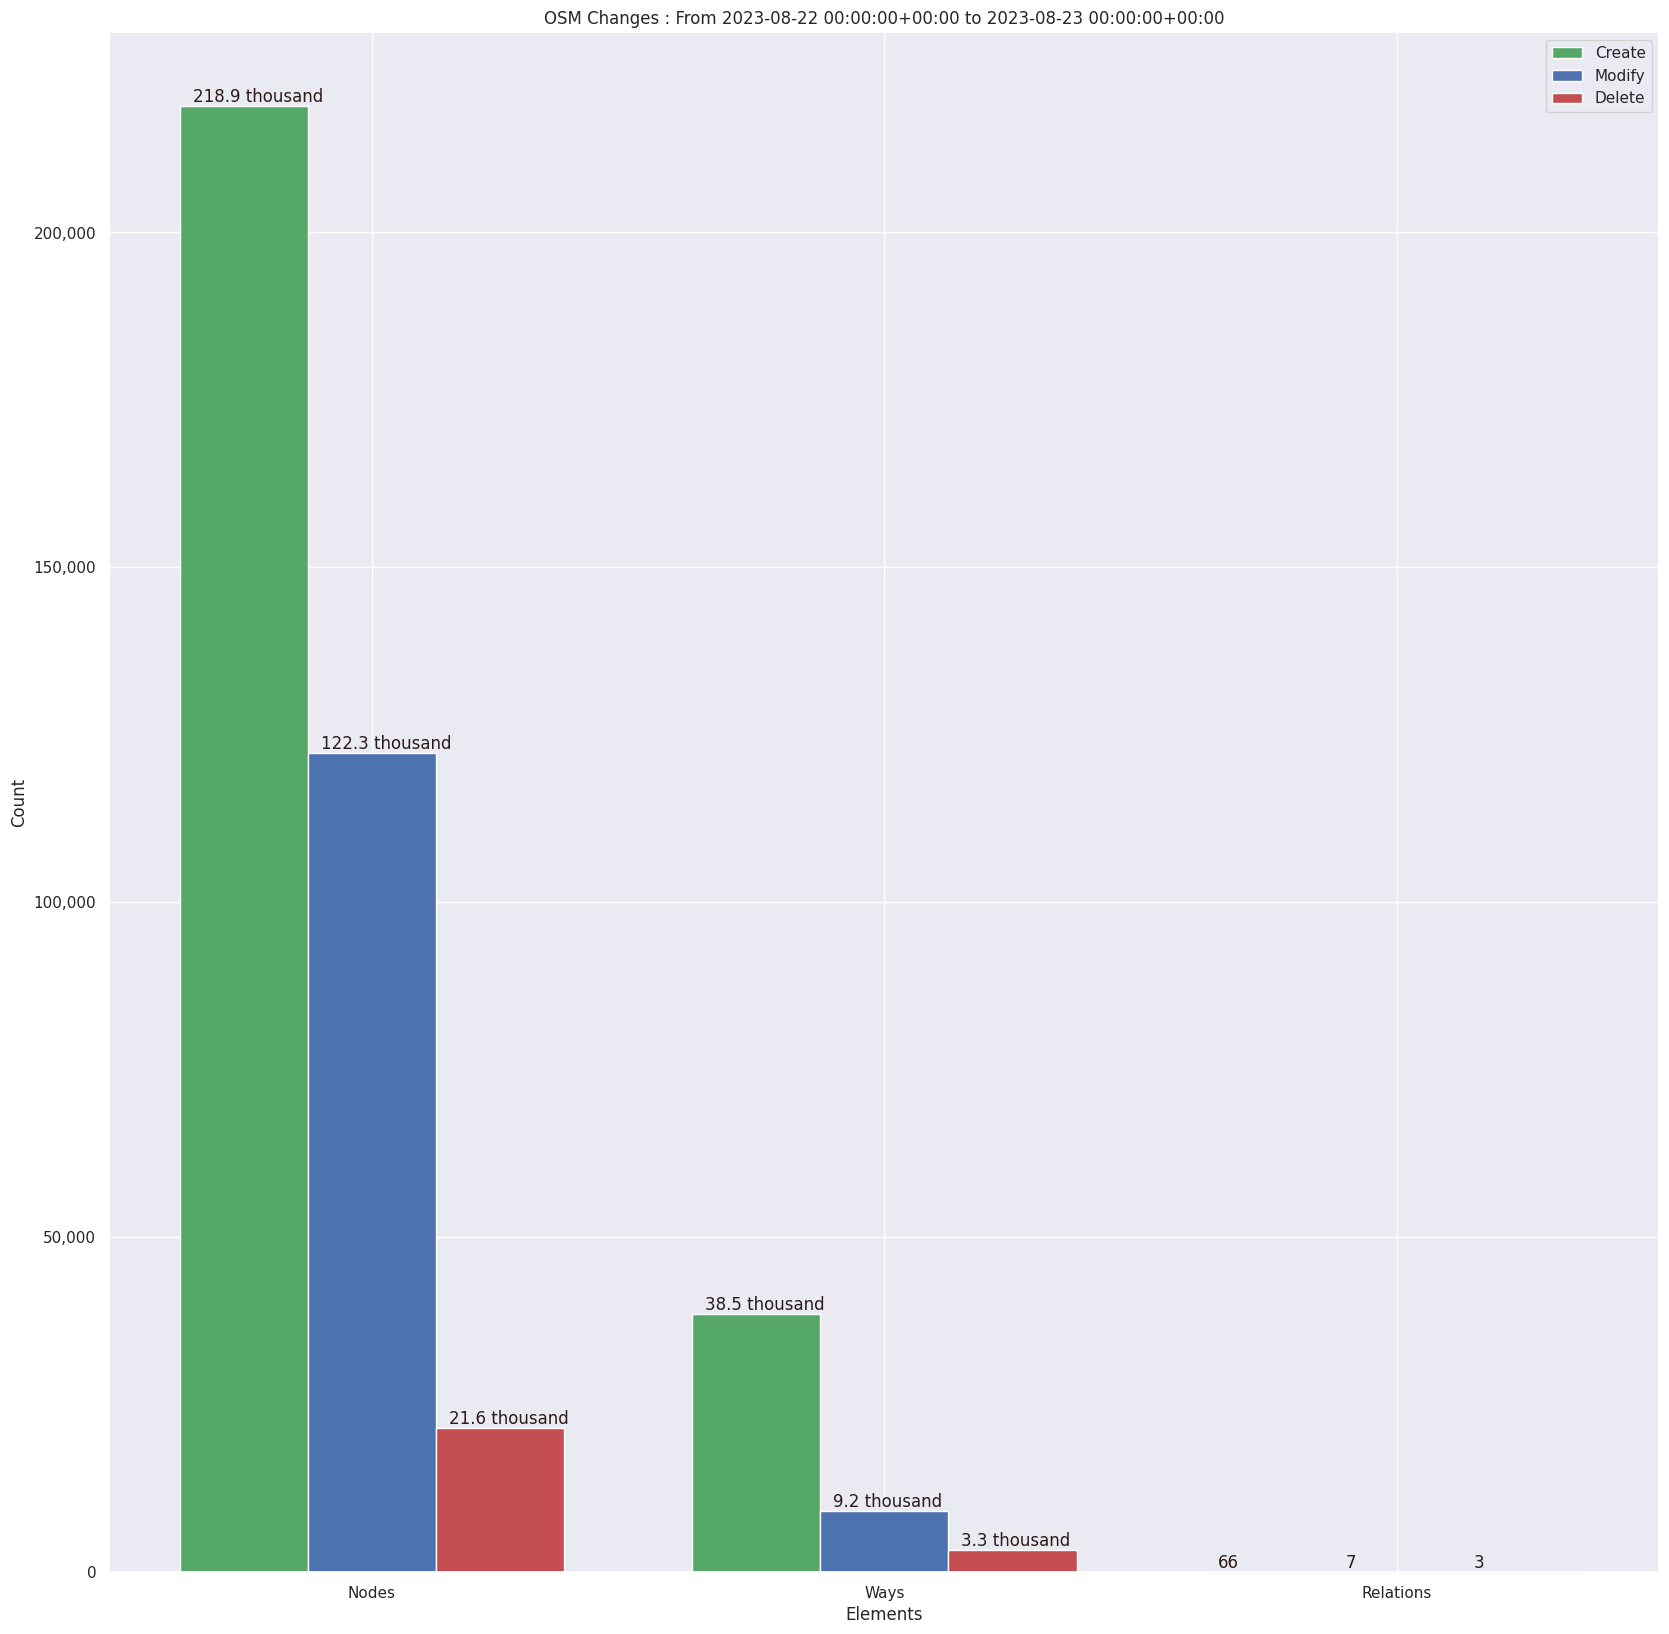 OSM Changes : From 2023-08-22 00:00:00+00:00 to 2023-08-23 00:00:00+00:00
Create
Modify
Delete
218.9 thousand
200,000
150,000
122.3 thousand
Count
100,000
50,000
38.5 thousand
21.6 thousand
9.2 thousand
3.3 thousand
66
7
3
0
Nodes
Ways
Relations
Elements